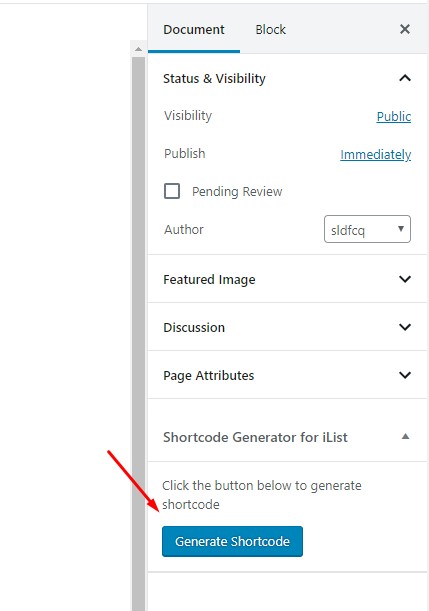 Document Block ×
Status & Visibility
Visibility Public
Publish Immediately
Pending Review
Author sldfcq
Featured Image
Discussion
Page Attributes
Shortcode Generator for iList
Click the button below to generate
shortcode
Generate Shortcode